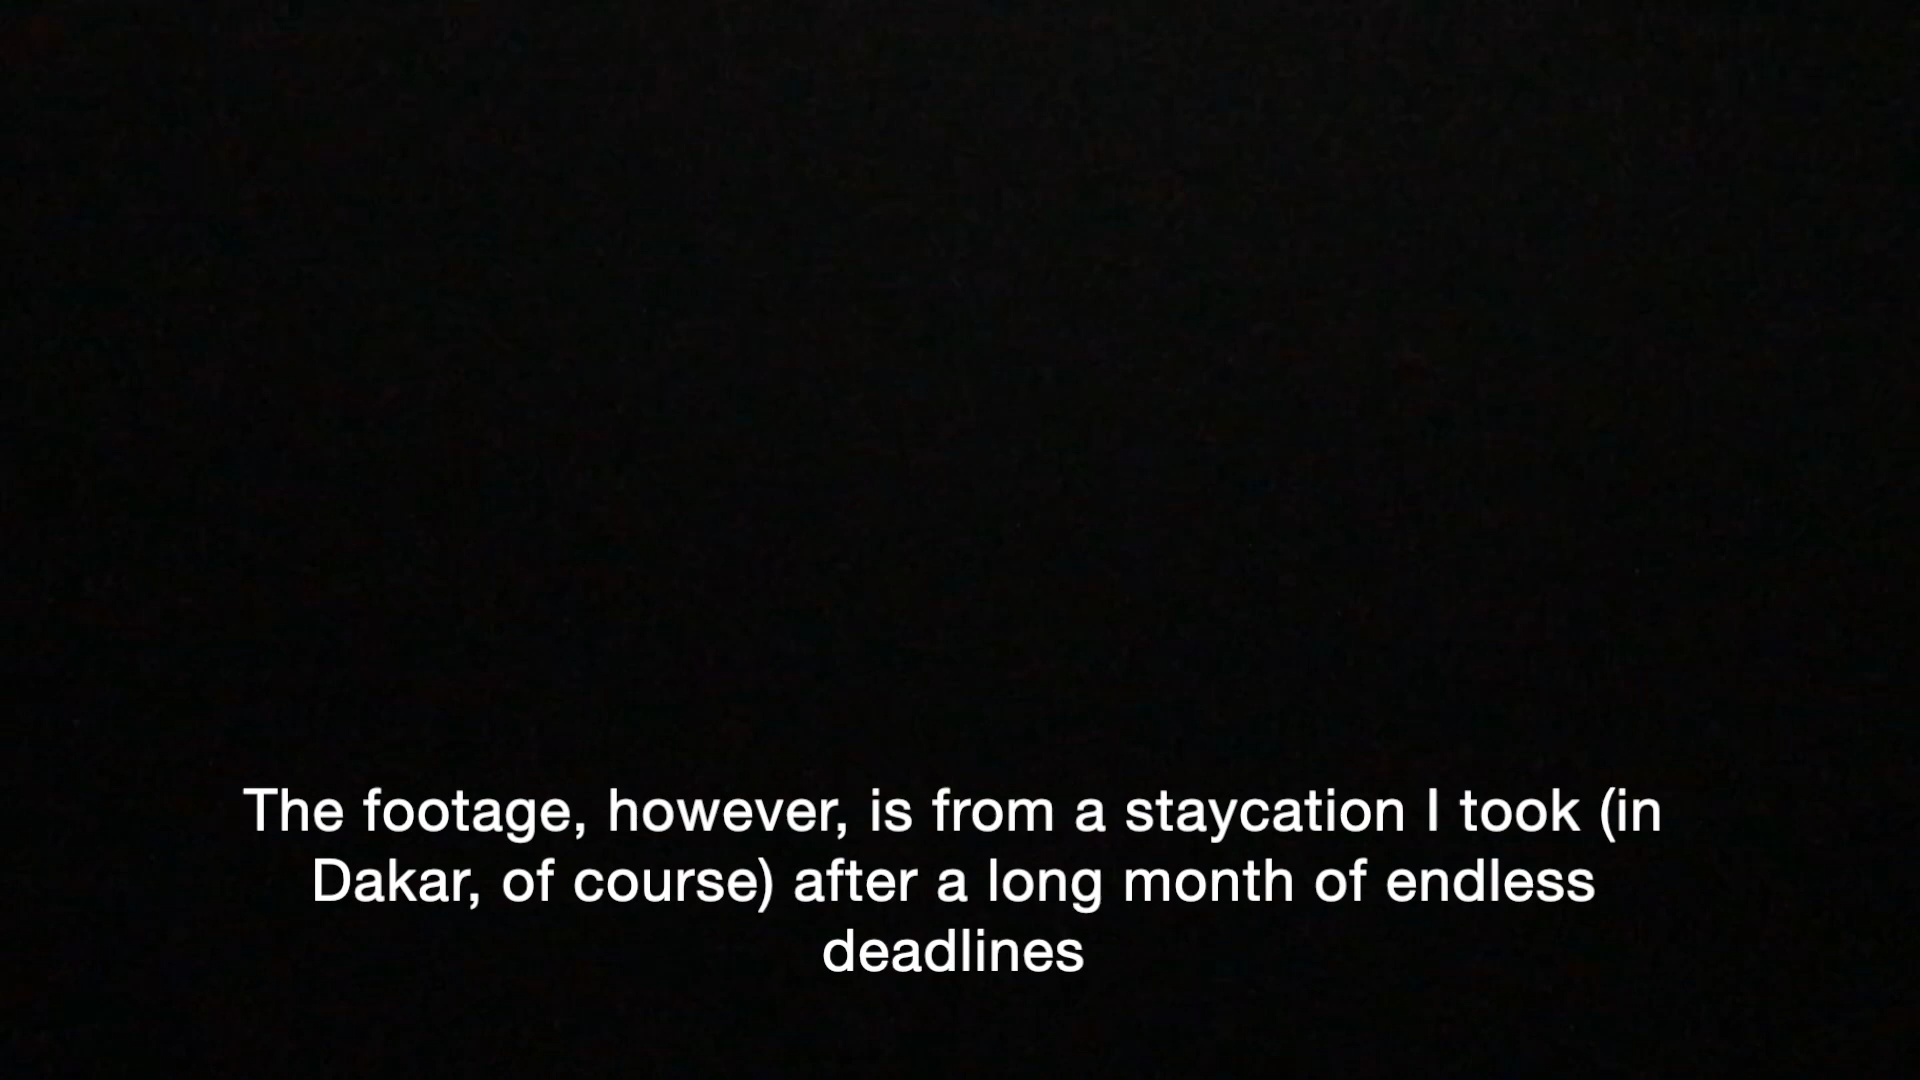 The footage, however, is from a staycation I took (in
Dakar, of course) after a long month of endless
deadlines